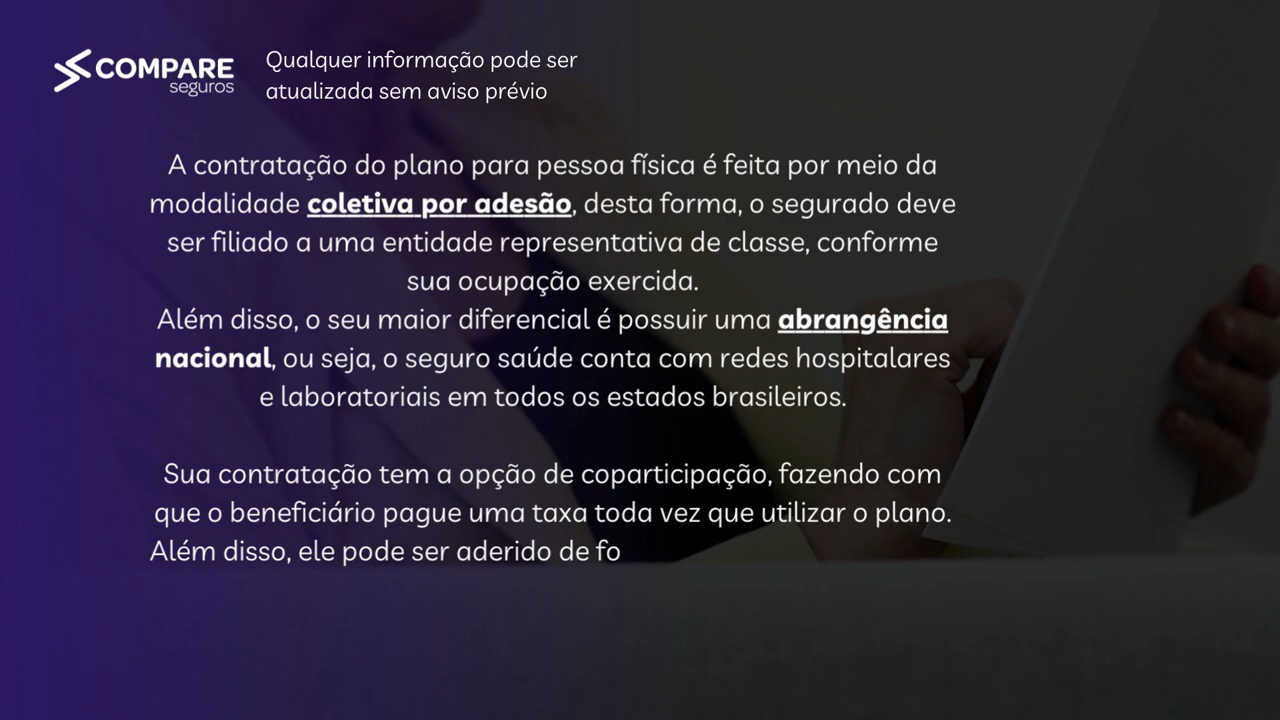 COMPARE
seguros
Qualquer informação pode ser
atualizada sem aviso prévio
A contratação do plano para pessoa física é feita por meio da
modalidade coletiva por adesão, desta forma, o segurado deve
ser filiado a uma entidade representativa de classe, conforme
sua ocupação exercida.
Além disso, o seu maior diferencial é possuir uma abrangência
nacional, ou seja, o seguro saúde conta com redes hospitalares
e laboratoriais em todos os estados brasileiros.
Sua contratação tem a opção de coparticipação, fazendo com
que o beneficiário pague uma taxa toda vez que utilizar o plano.
Além disso, ele pode ser aderido de fo